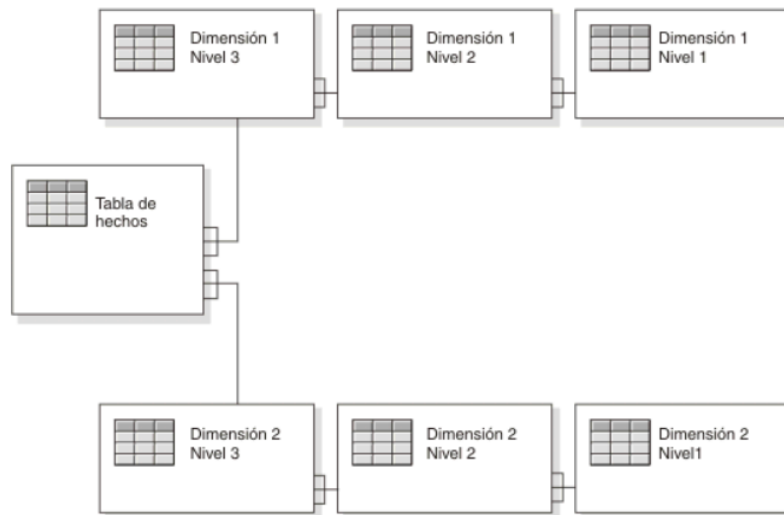 Dimensión 1
Nivel 3
Dimensión 1
Nivel 2
Dimensión 1
Nivel 1
Tabla de
hechos
Dimensión 2
Nivel 3
Dimensión 2
Nivel 2
Dimensión 2
Nivel1